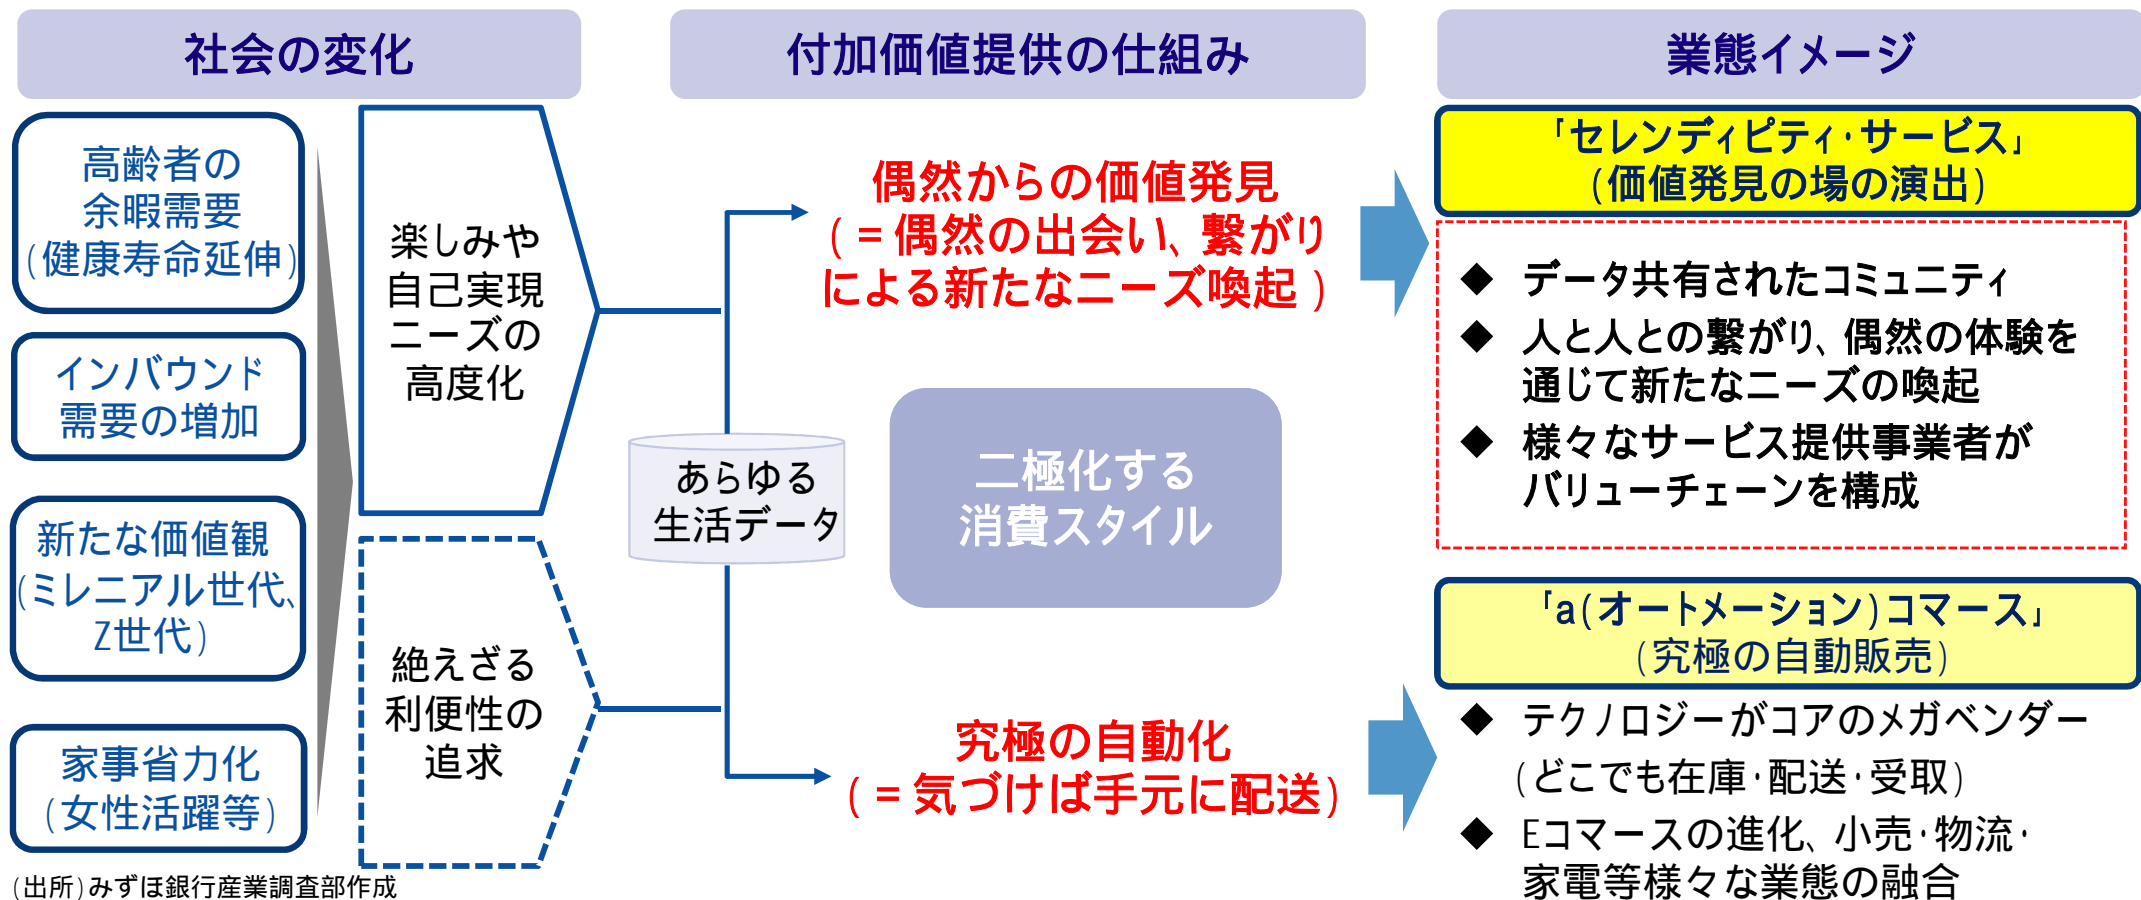 社会の変化
付加価値提供の仕組み
業態イメージ
高齢者の
余暇需要
(健康寿命延伸)
インバウンド
需要の増加
新たな価値観
(ミレニアル世代、
Z世代)
家事省力化
(女性活躍等)
楽しみや
自己実現
ニーズの
高度化
絶えざる
利便性の
追求
あらゆる
生活データ
偶然からの価値発見
(=偶然の出会い、繋がり
による新たなニーズ喚起)
二極化する
消費スタイル
究極の自動化
(=気づけば手元に配送)
「セレンディピティ・サービス」
(価値発見の場の演出)
◆ データ共有されたコミュニティ
◆ 人と人との繋がり、偶然の体験を
通じて新たなニーズの喚起
◆ 様々なサービス提供事業者が
バリューチェーンを構成
「a(オートメーション)コマース」
(究極の自動販売)
◆ テクノロジーがコアのメガベンダー
(どこでも在庫・配送・受取)
◆ Eコマースの進化、小売・物流・
家電等様々な業態の融合
(出所)みずほ銀行産業調査部作成